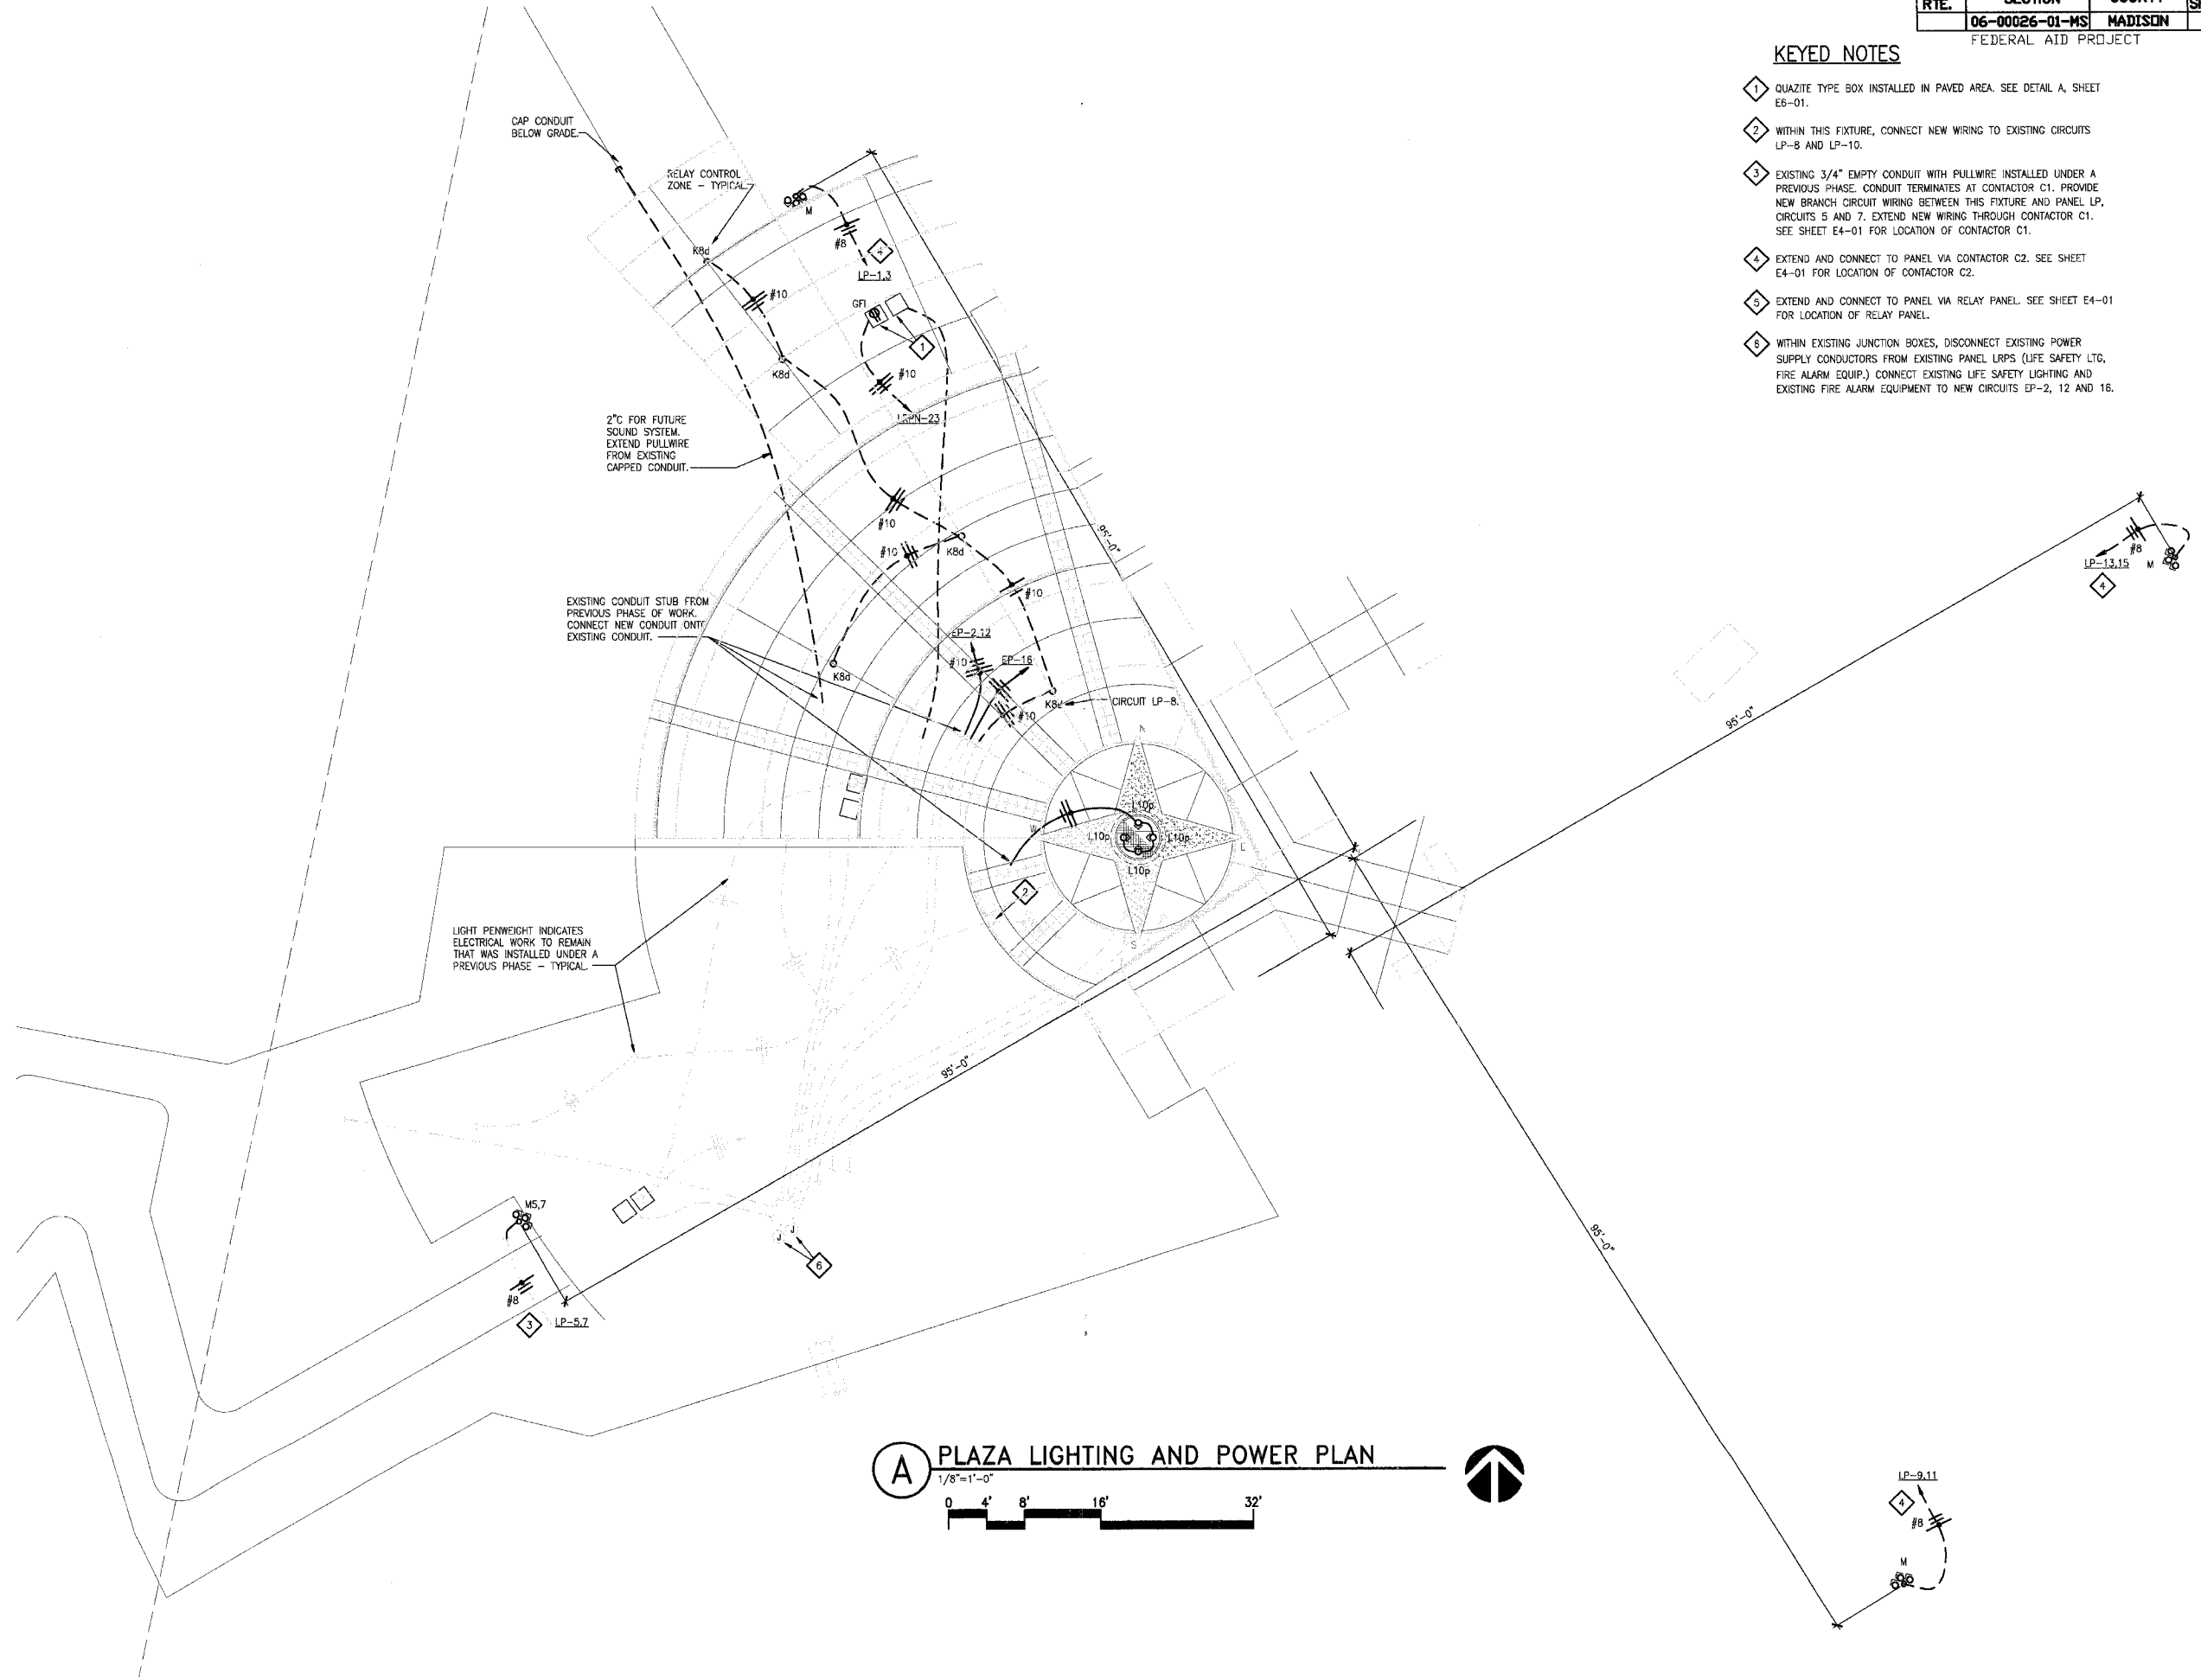 RTE. SECTION COUNTY
06-00026-01-MS MADISON
FEDERAL AID PROJECT
KEYED NOTES
1 QUAZITE TYPE BOX INSTALLED IN PAVED AREA. SEE DETAIL A, SHEET
E6-01.
2 WITHIN THIS FIXTURE, CONNECT NEW WIRING TO EXISTING CIRCUITS
LP-8 AND LP-10.
3 EXISTING 3/4" EMPTY CONDUIT WITH PULLWIRE INSTALLED UNDER A
PREVIOUS PHASE. CONDUIT TERMINATES AT CONTACTOR C1. PROVIDE
NEW BRANCH CIRCUIT WIRING BETWEEN THIS FIXTURE AND PANEL LP,
CIRCUITS 5 AND 7. EXTEND NEW WIRING THROUGH CONTACTOR C1.
SEE SHEET E4-01 FOR LOCATION OF CONTACTOR C1.
4 EXTEND AND CONNECT TO PANEL VIA CONTACTOR C2. SEE SHEET
E4-01 FOR LOCATION OF CONTACTOR C2.
5 EXTEND AND CONNECT TO PANEL VIA RELAY PANEL. SEE SHEET E4-01
FOR LOCATION OF RELAY PANEL.
6 WITHIN EXISTING JUNCTION BOXES, DISCONNECT EXISTING POWER
SUPPLY CONDUCTORS FROM EXISTING PANEL LRPS (LIFE SAFETY LTG,
FIRE ALARM EQUIP.) CONNECT EXISTING LIFE SAFETY LIGHTING AND
EXISTING FIRE ALARM EQUIPMENT TO NEW CIRCUITS EP-2, 12 AND 16.
CAP CONDUIT
BELOW GRADE.
RELAY CONTROL
ZONE - TYPICAL.
M
#8
4
LP-1,3
K8d
#10
GFI
1
K8d
#10
LRPN-23
2"C FOR FUTURE
SOUND SYSTEM.
EXTEND PULLWIRE
FROM EXISTING
CAPPED CONDUIT.
#10
#10
K8d
95'-0"
#10
#8
LP-13,15
M
4
EXISTING CONDUIT STUB FROM
PREVIOUS PHASE OF WORK.
CONNECT NEW CONDUIT ONTO
EXISTING CONDUIT.
EP-2,12
#10
EP-16
K8d
K8d
CIRCUIT LP-8.
#10
95'-0"
N
L10p
W
L10p
L10p
E
L10p
2
S
LIGHT PENWEIGHT INDICATES
ELECTRICAL WORK TO REMAIN
THAT WAS INSTALLED UNDER A
PREVIOUS PHASE - TYPICAL.
95'-0"
M5,7
J
J
6
95'-0"
#8
3
LP-5,7
A
PLAZA LIGHTING AND POWER PLAN
1/8"=1'-0"
0 4' 8' 16' 32'
LP-9,11
4
#8
M